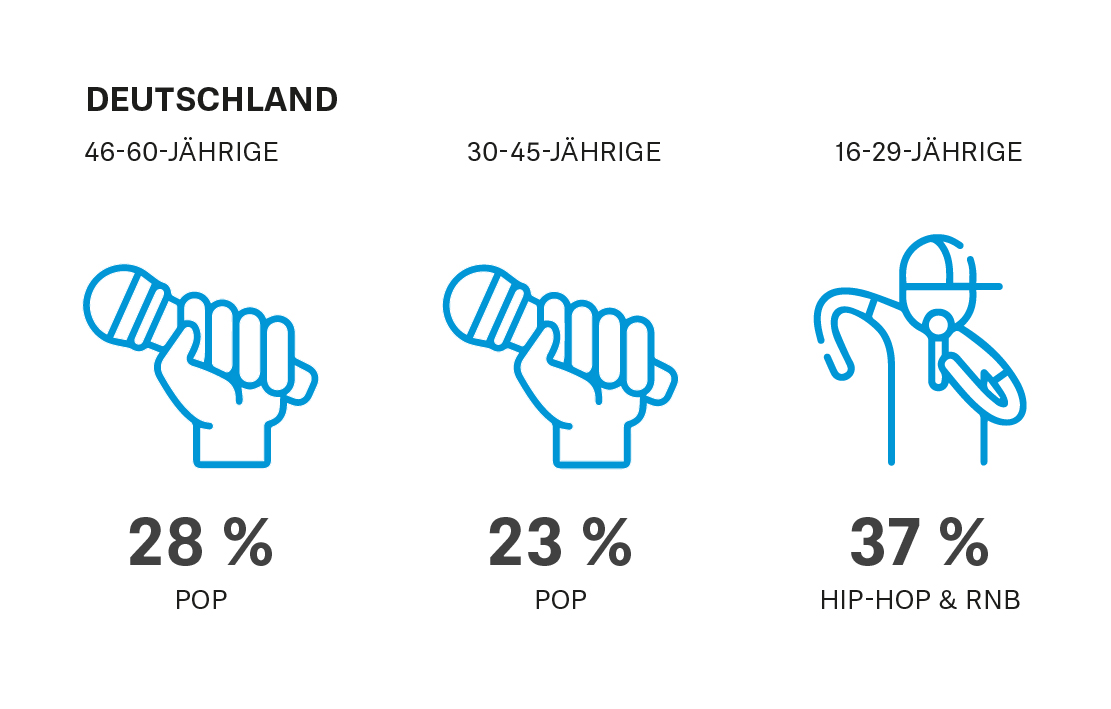 DEUTSCHLAND
46-60-JÄHRIGE
30-45-JÄHRIGE
16-29-JÄHRIGE
28 %
POP
23 %
POP
37 %
HIP-HOP & RNB